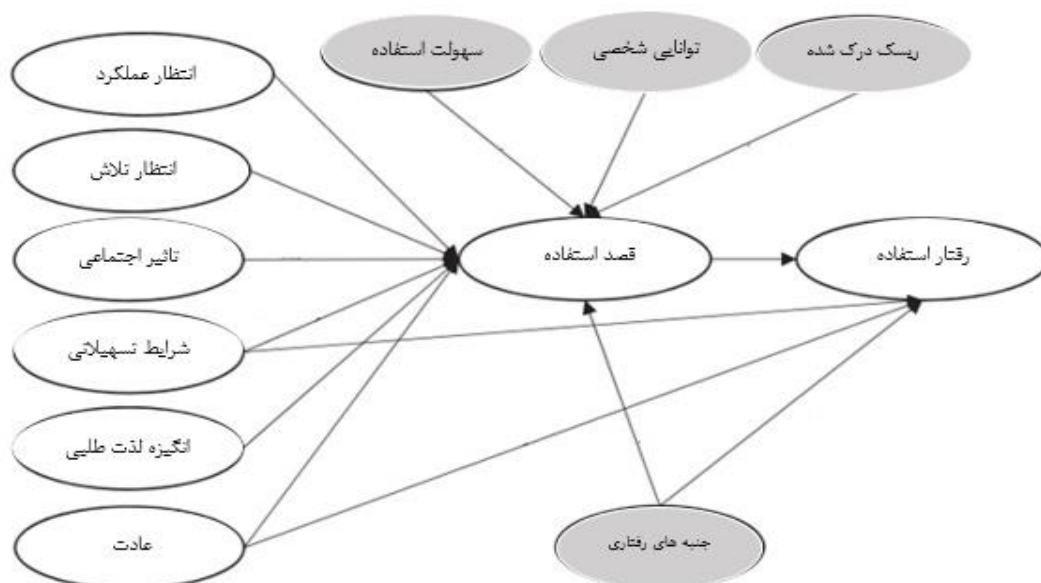 ریسک درک شده
توانایی شخصی
سهولت استفاده
انتظار عملکرد
انتظار تلاش
تاثیر اجتماعی
قصد استفاده
رقتار استفاده
شرایط تسهیلاتی
انگیزه لذت طلبی
عادت
جنبه های رفتاری